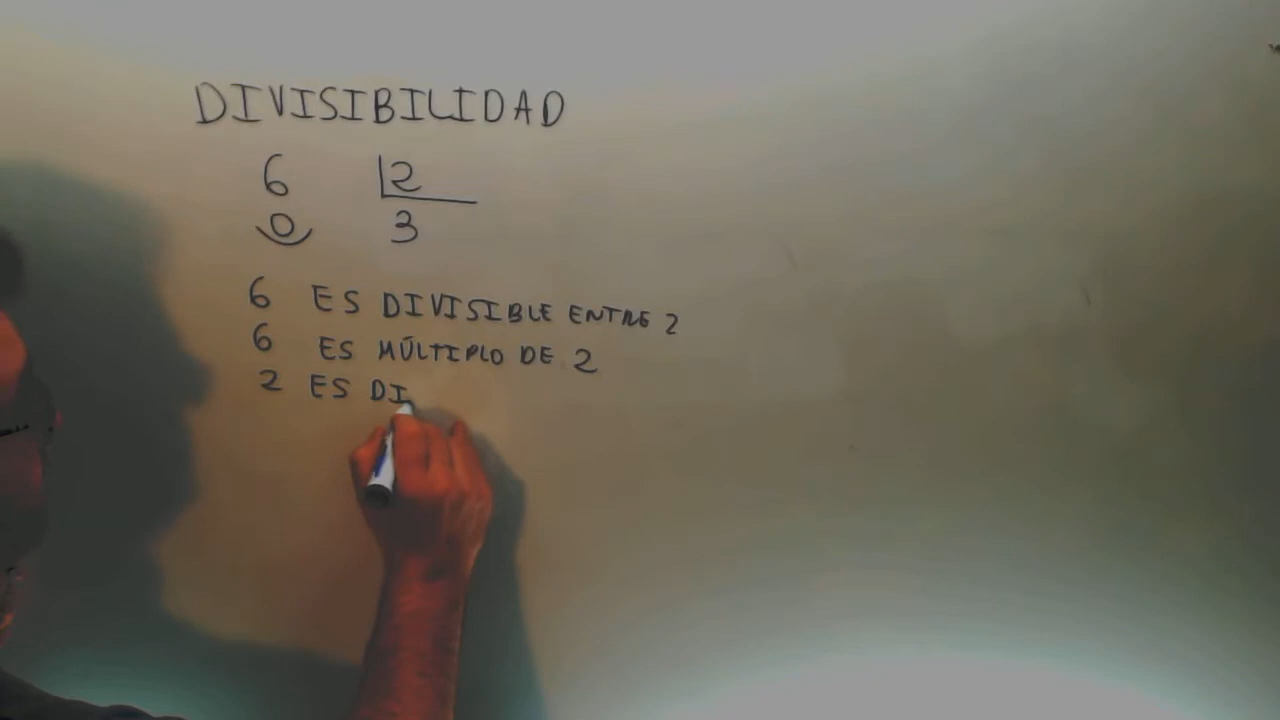 DIVISIBILIDAD
6 2
0 3
6 ES DIVISIBLE ENTRE 2
6 ES MÚLTIPLO DE 2
2 ES DI